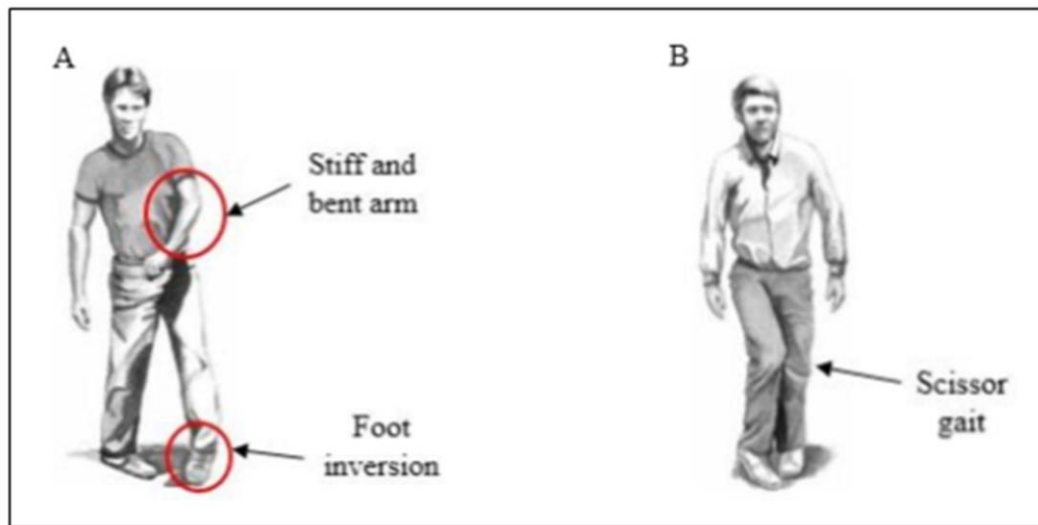 A
B
Stiff and
bent arm
Scissor
gait
Foot
inversion